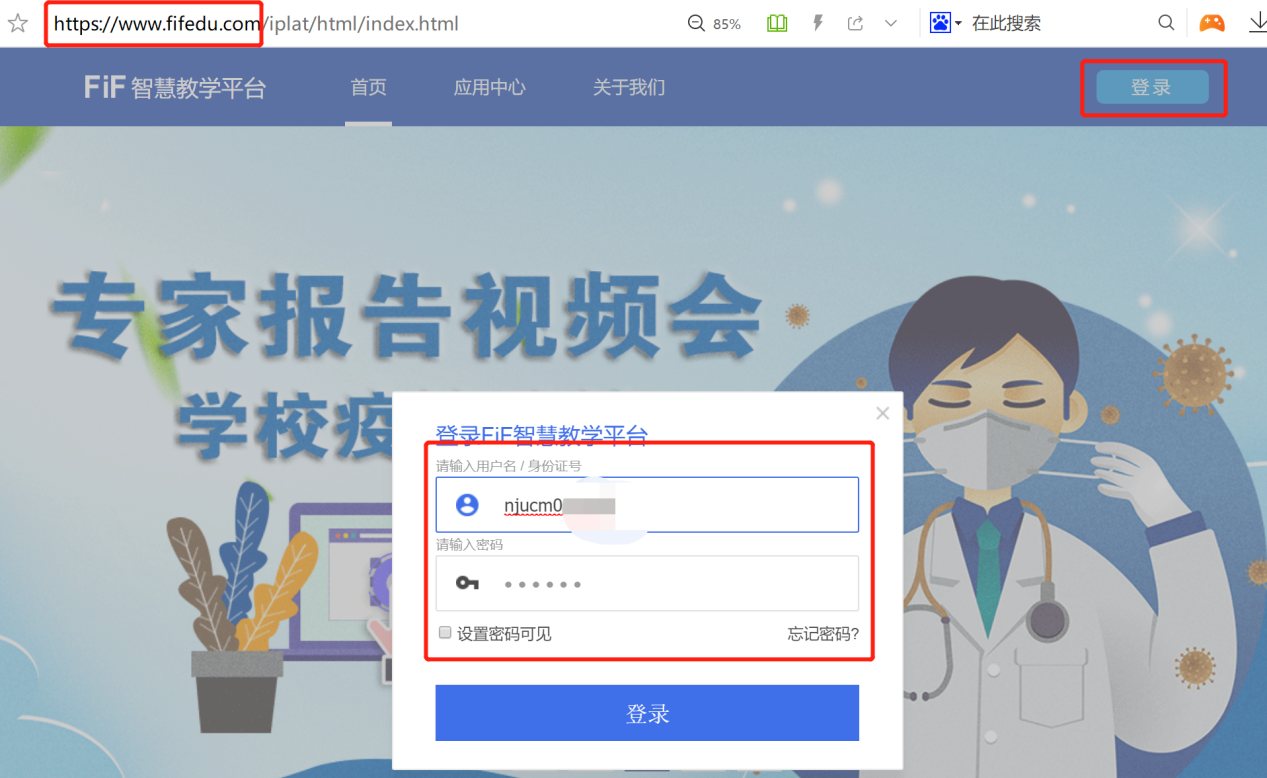 https://www.fifedu.com/iplat/html/index.html
85%
在此搜索
FiF 智慧教学平台
首页
应用中心
关于我们
登录
专家报告视频会
学校疫
登录FiF智慧教学平台
请输入用户名 / 身份证号
njucm0
请输入密码
设置密码可见
忘记密码?
登录